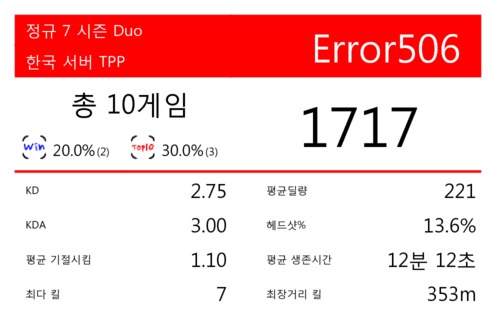 정규 7 시즌 Duo
한국 서버 TPP
Error506
총 10게임
Win 20.0%(2) Top10 30.0%(3)
1717
KD 2.75 평균딜량 221
KDA 3.00 헤드샷% 13.6%
평균 기절시킴 1.10 평균 생존시간 12분 12초
최다 킬 7 최장거리 킬 353m